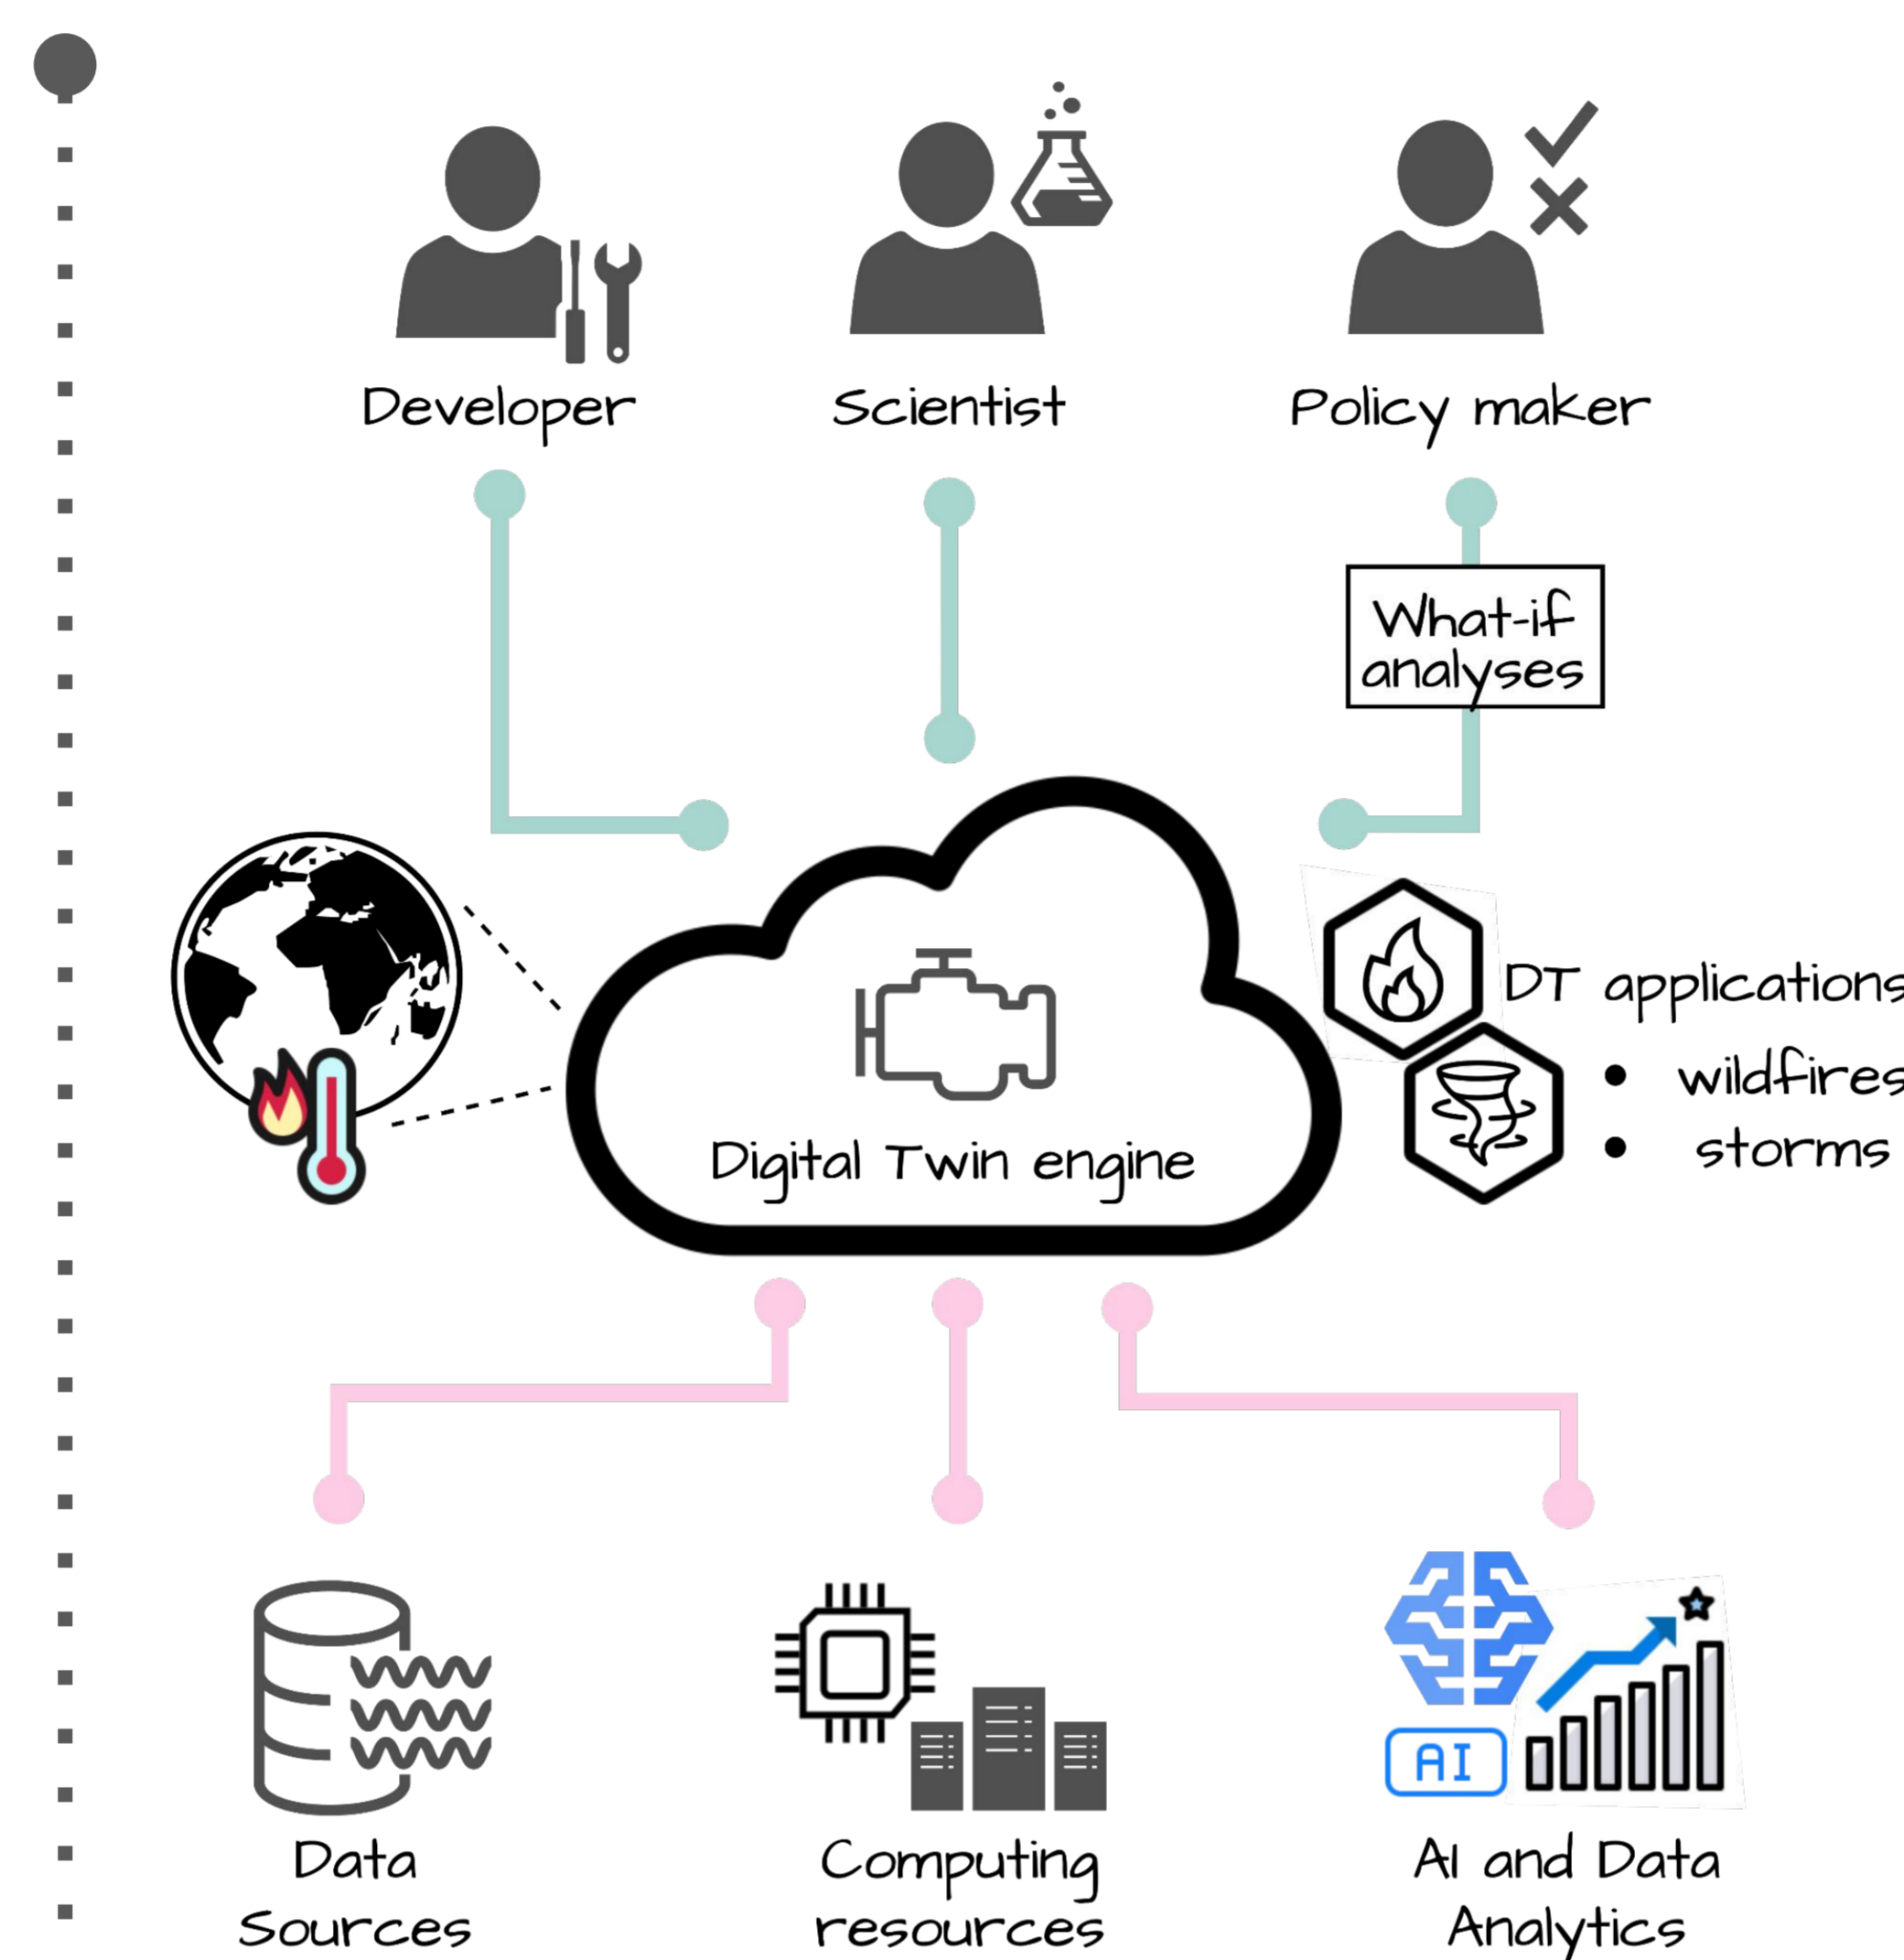 Developer
Scientist
Policy maker
What-if
analyses
DT applications
• wildfires
• storms
Digital Twin engine
AI
Data
Sources
Computing
resources
AI and Data
Analytics